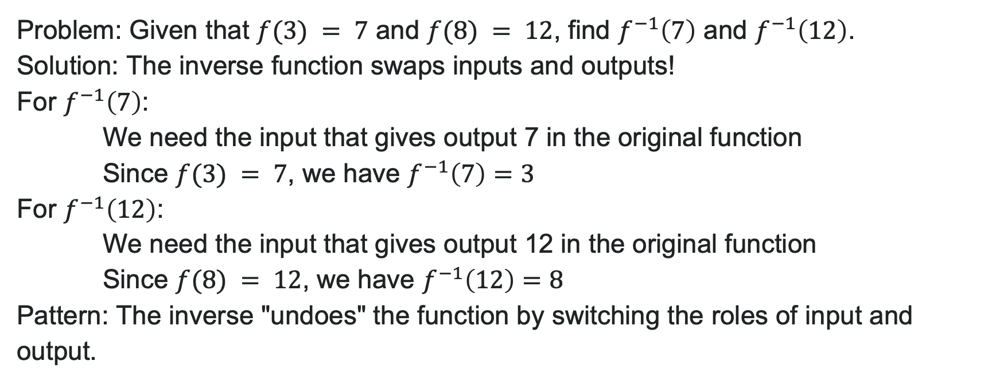 Problem: Given that f(3) = 7 and f(8) = 12, find f⁻¹(7) and f⁻¹(12).
Solution: The inverse function swaps inputs and outputs!
For f⁻¹(7):
We need the input that gives output 7 in the original function
Since f(3) = 7, we have f⁻¹(7) = 3
For f⁻¹(12):
We need the input that gives output 12 in the original function
Since f(8) = 12, we have f⁻¹(12) = 8
Pattern: The inverse "undoes" the function by switching the roles of input and
output.